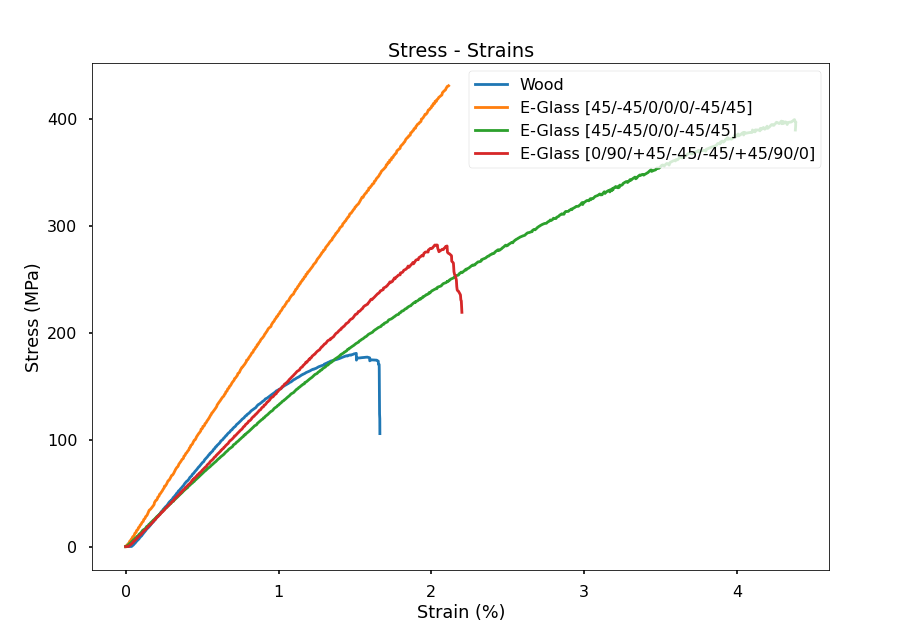 Stress - Strains
Wood
E-Glass [45/-45/0/0/0/-45/45]
E-Glass [45/-45/0/0/-45/45]
E-Glass [0/90/+45/-45/-45/+45/90/0]
400
300
200
100
0
Stress (MPa)
0 1 2 3 4
Strain (%)